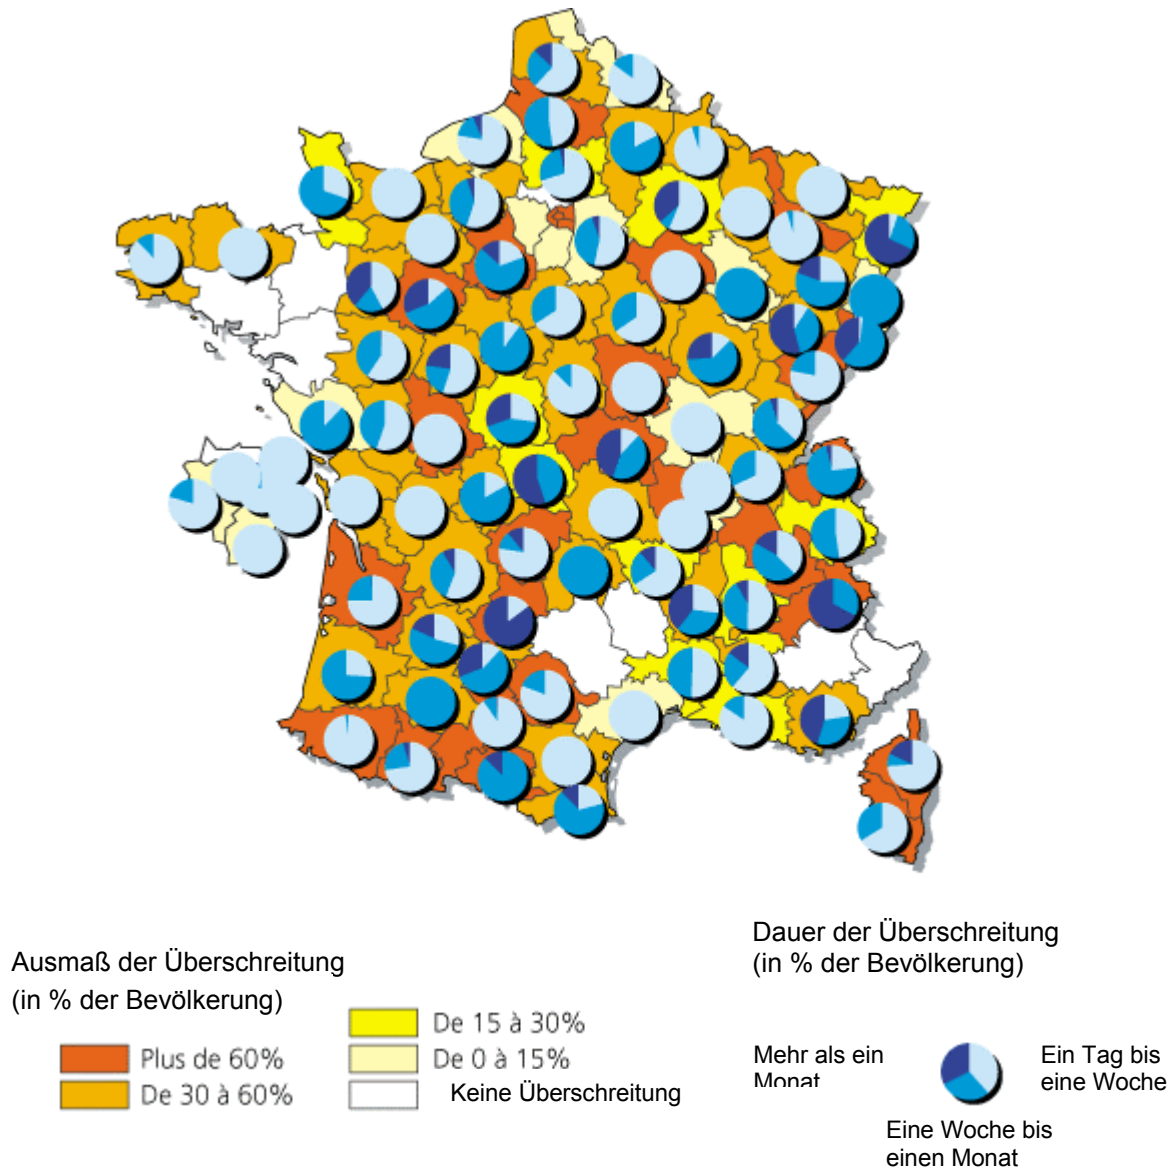 Ausmaß der Überschreitung
(in % der Bevölkerung)
Plus de 60%
De 30 à 60%
De 15 à 30%
De 0 à 15%
Keine Überschreitung
Dauer der Überschreitung
(in % der Bevölkerung)
Mehr als ein
Monat
Ein Tag bis
eine Woche
Eine Woche bis
einen Monat